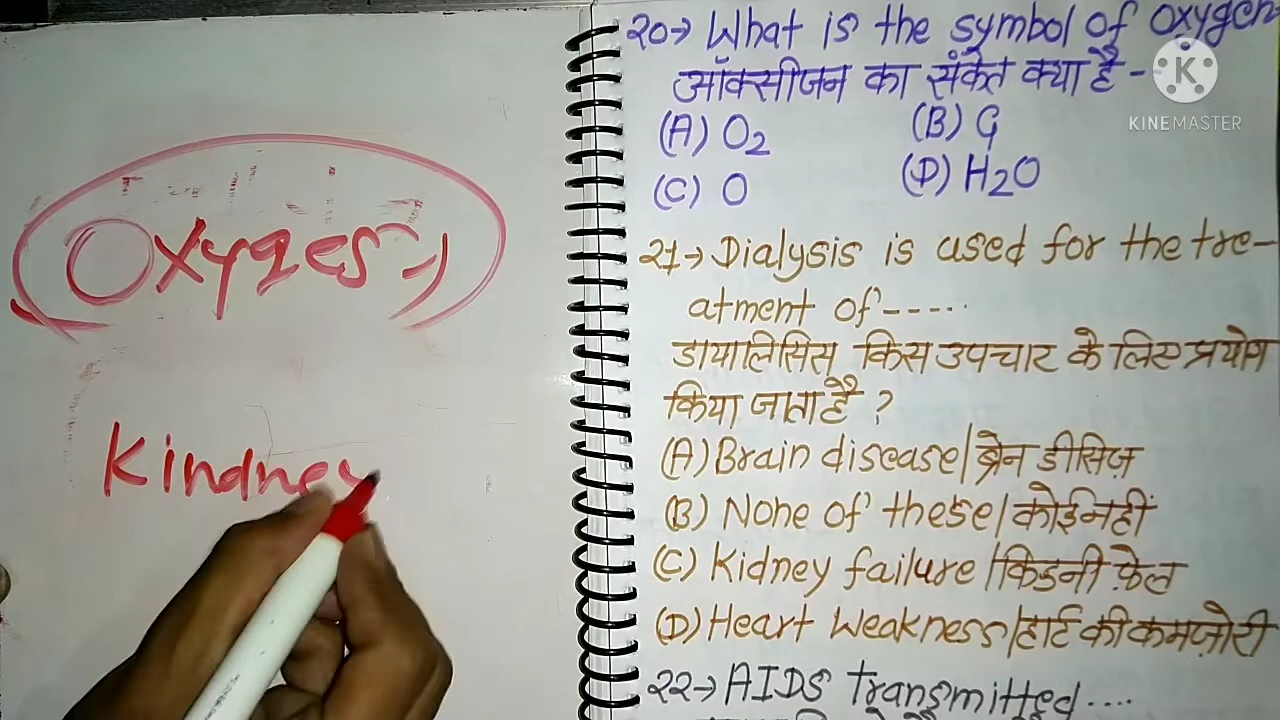 Oxyges
Kindney
20→ What is the symbol of Oxygen
ऑक्सीजन का संकेत क्या है -
(A) O2 (B) G
(C) O (D) H2O
21→ Dialysis is used for the tre-
atment of-----
डायालिसिस किस उपचार के लिए प्रयोग
किया जाता है ?
(A) Brain disease/ब्रेन डीसिज़
(B) None of these/कोई नहीं
(C) Kidney failure/किडनी फ़ेल
(D) Heart Weakness/हार्ट की कमज़ोरी
22→ AIDS transmitted....
K
KINEMASTER